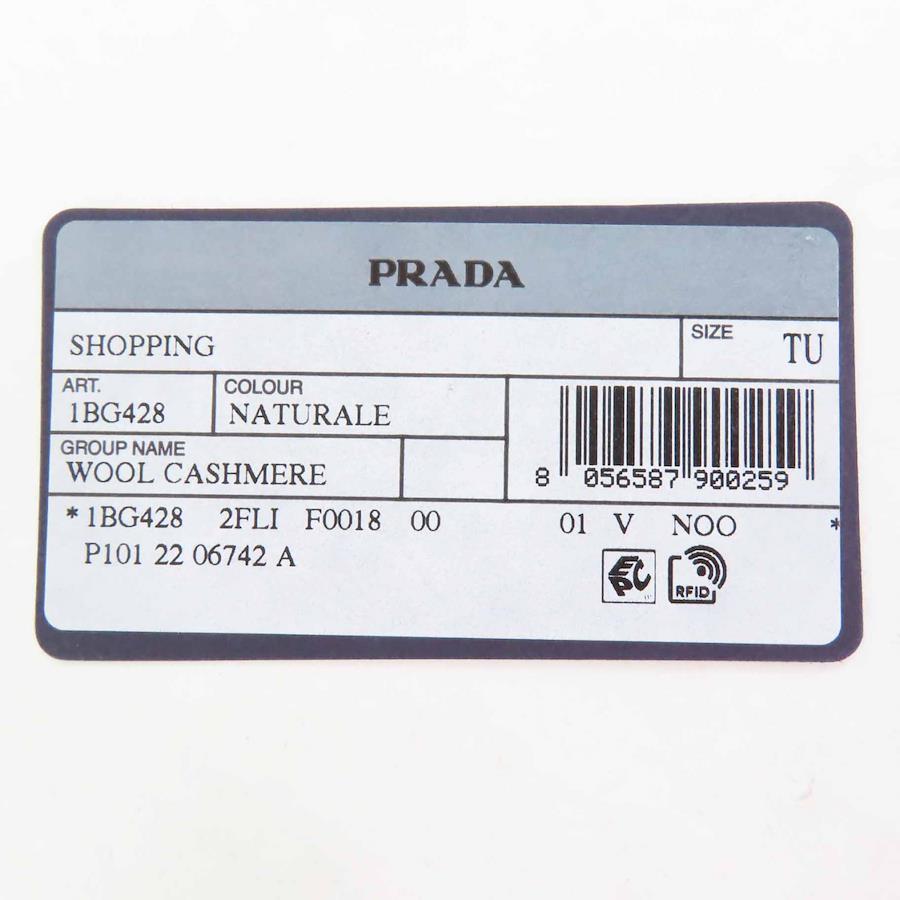 PRADA
SHOPPING
SIZE TU
ART.
1BG428
COLOUR
NATURALE
GROUP NAME
WOOL CASHMERE
8 056587 900259
*1BG428 2FLI F0018 00 01 V NOO *
P101 22 06742 A
EPC
RFID